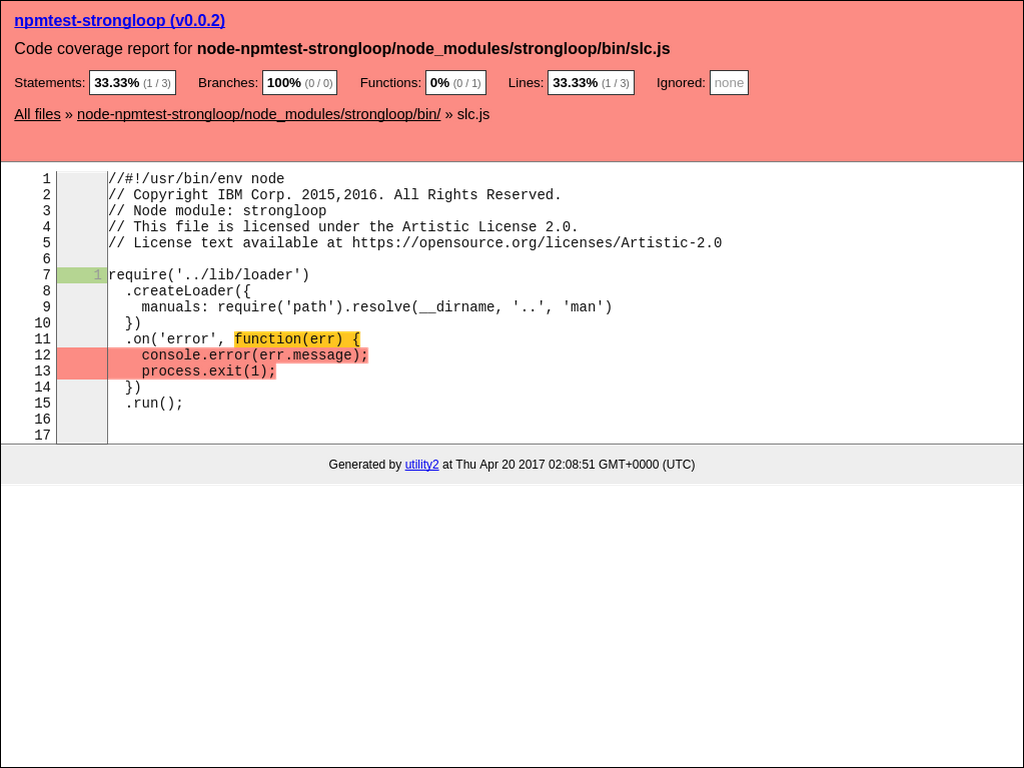 npmtest-strongloop (v0.0.2)
Code coverage report for node-npmtest-strongloop/node_modules/strongloop/bin/slc.js
Statements: 33.33% (1 / 3) Branches: 100% (0 / 0) Functions: 0% (0 / 1) Lines: 33.33% (1 / 3) Ignored: none
All files » node-npmtest-strongloop/node_modules/strongloop/bin/ » slc.js
1 //#!/usr/bin/env node
2 // Copyright IBM Corp. 2015,2016. All Rights Reserved.
3 // Node module: strongloop
4 // This file is licensed under the Artistic License 2.0.
5 // License text available at https://opensource.org/licenses/Artistic-2.0
6
7 1 require('../lib/loader')
8   .createLoader({
9     manuals: require('path').resolve(__dirname, '..', 'man')
10   })
11   .on('error', function(err) {
12     console.error(err.message);
13     process.exit(1);
14   })
15   .run();
16
17
Generated by utility2 at Thu Apr 20 2017 02:08:51 GMT+0000 (UTC)